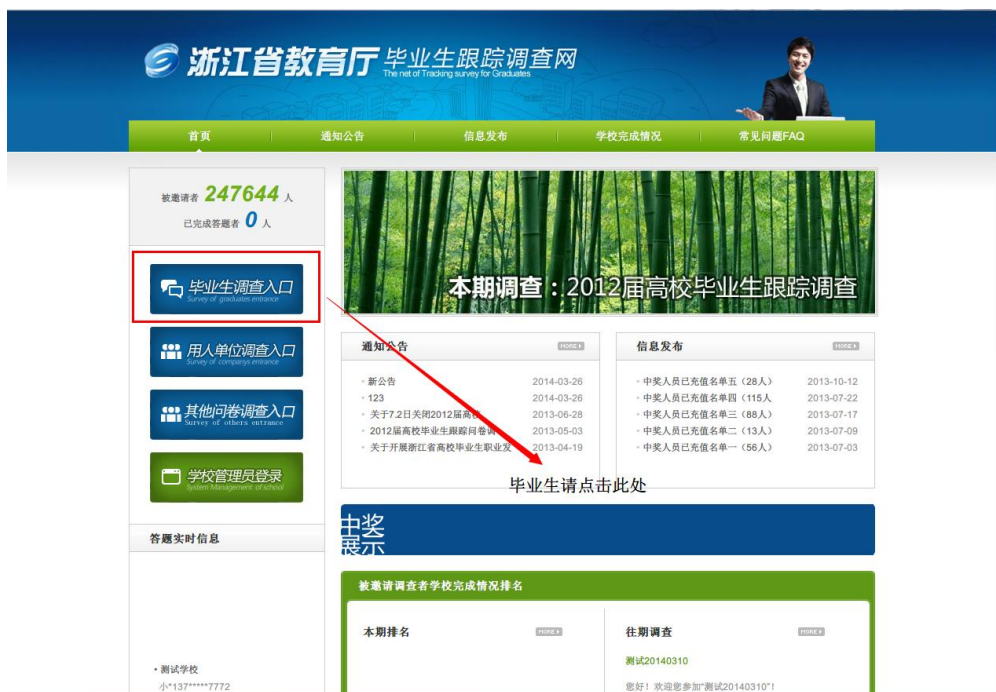 浙江省教育厅 毕业生跟踪调查网
The net of Tracking survey for Graduates
首页 通知公告 信息发布 学校完成情况 常见问题FAQ
被邀请者 247644 人
已完成答题者 0 人
毕业生调查入口
Survey of graduates entrance
用人单位调查入口
Survey of companys entrance
其他问卷调查入口
Survey of others entrance
学校管理员登录
System Management of school
答题实时信息
• 测试学校
小*137*****7772
本期调查：2012届高校毕业生跟踪调查
通知公告 MORE
新公告 2014-03-26
123 2014-03-26
关于7.2日关闭2012届高校 2013-06-28
2012届高校毕业生跟踪问卷调 2013-05-03
关于开展浙江省高校毕业生职业发 2013-04-19
信息发布 MORE
中奖人员已充值名单五（28人） 2013-10-12
中奖人员已充值名单四（115人 2013-07-22
中奖人员已充值名单三（88人） 2013-07-17
中奖人员已充值名单二（13人） 2013-07-09
中奖人员已充值名单一（56人） 2013-07-03
毕业生请点击此处
中奖
展示
被邀请调查者学校完成情况排名
本期排名 MORE
往期调查 MORE
测试20140310
您好！欢迎您参加"测试20140310"！